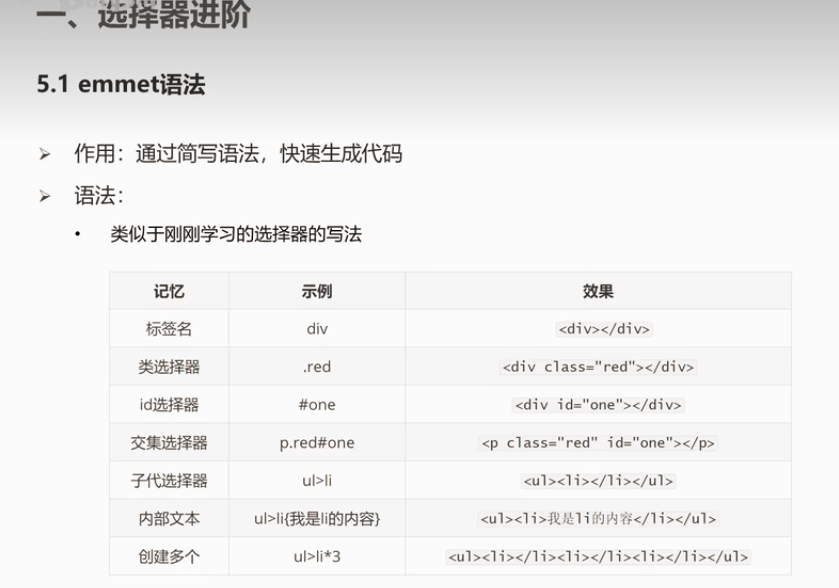 一、选择器进阶
5.1 emmet语法
作用：通过简写语法，快速生成代码
语法：
类似于刚刚学习的选择器的写法
记忆 示例 效果
标签名 div <div></div>
类选择器 .red <div class="red"></div>
id选择器 #one <div id="one"></div>
交集选择器 p.red#one <p class="red" id="one"></p>
子代选择器 ul>li <ul><li></li></ul>
内部文本 ul>li{我是li的内容} <ul><li>我是li的内容</li></ul>
创建多个 ul>li*3 <ul><li></li><li></li><li></li></ul>